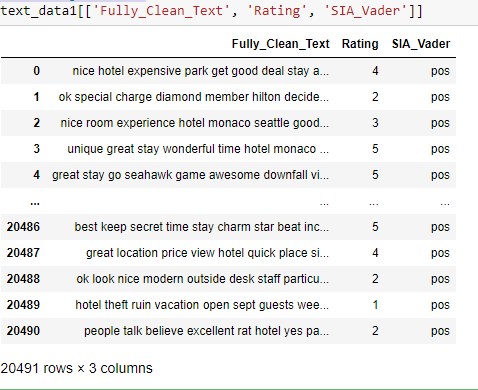 text_data1[['Fully_Clean_Text', 'Rating', 'SIA_Vader']]
Fully_Clean_Text Rating SIA_Vader
0 nice hotel expensive park get good deal stay a... 4 pos
1 ok special charge diamond member hilton decide... 2 pos
2 nice room experience hotel monaco seattle good... 3 pos
3 unique great stay wonderful time hotel monaco ... 5 pos
4 great stay go seahawk game awesome downfall vi... 5 pos
... ... ... ...
20486 best keep secret time stay charm star beat inc... 5 pos
20487 great location price view hotel quick place si... 4 pos
20488 ok look nice modern outside desk staff particu... 2 pos
20489 hotel theft ruin vacation open sept guests wee... 1 pos
20490 people talk believe excellent rat hotel yes pa... 2 pos
20491 rows × 3 columns